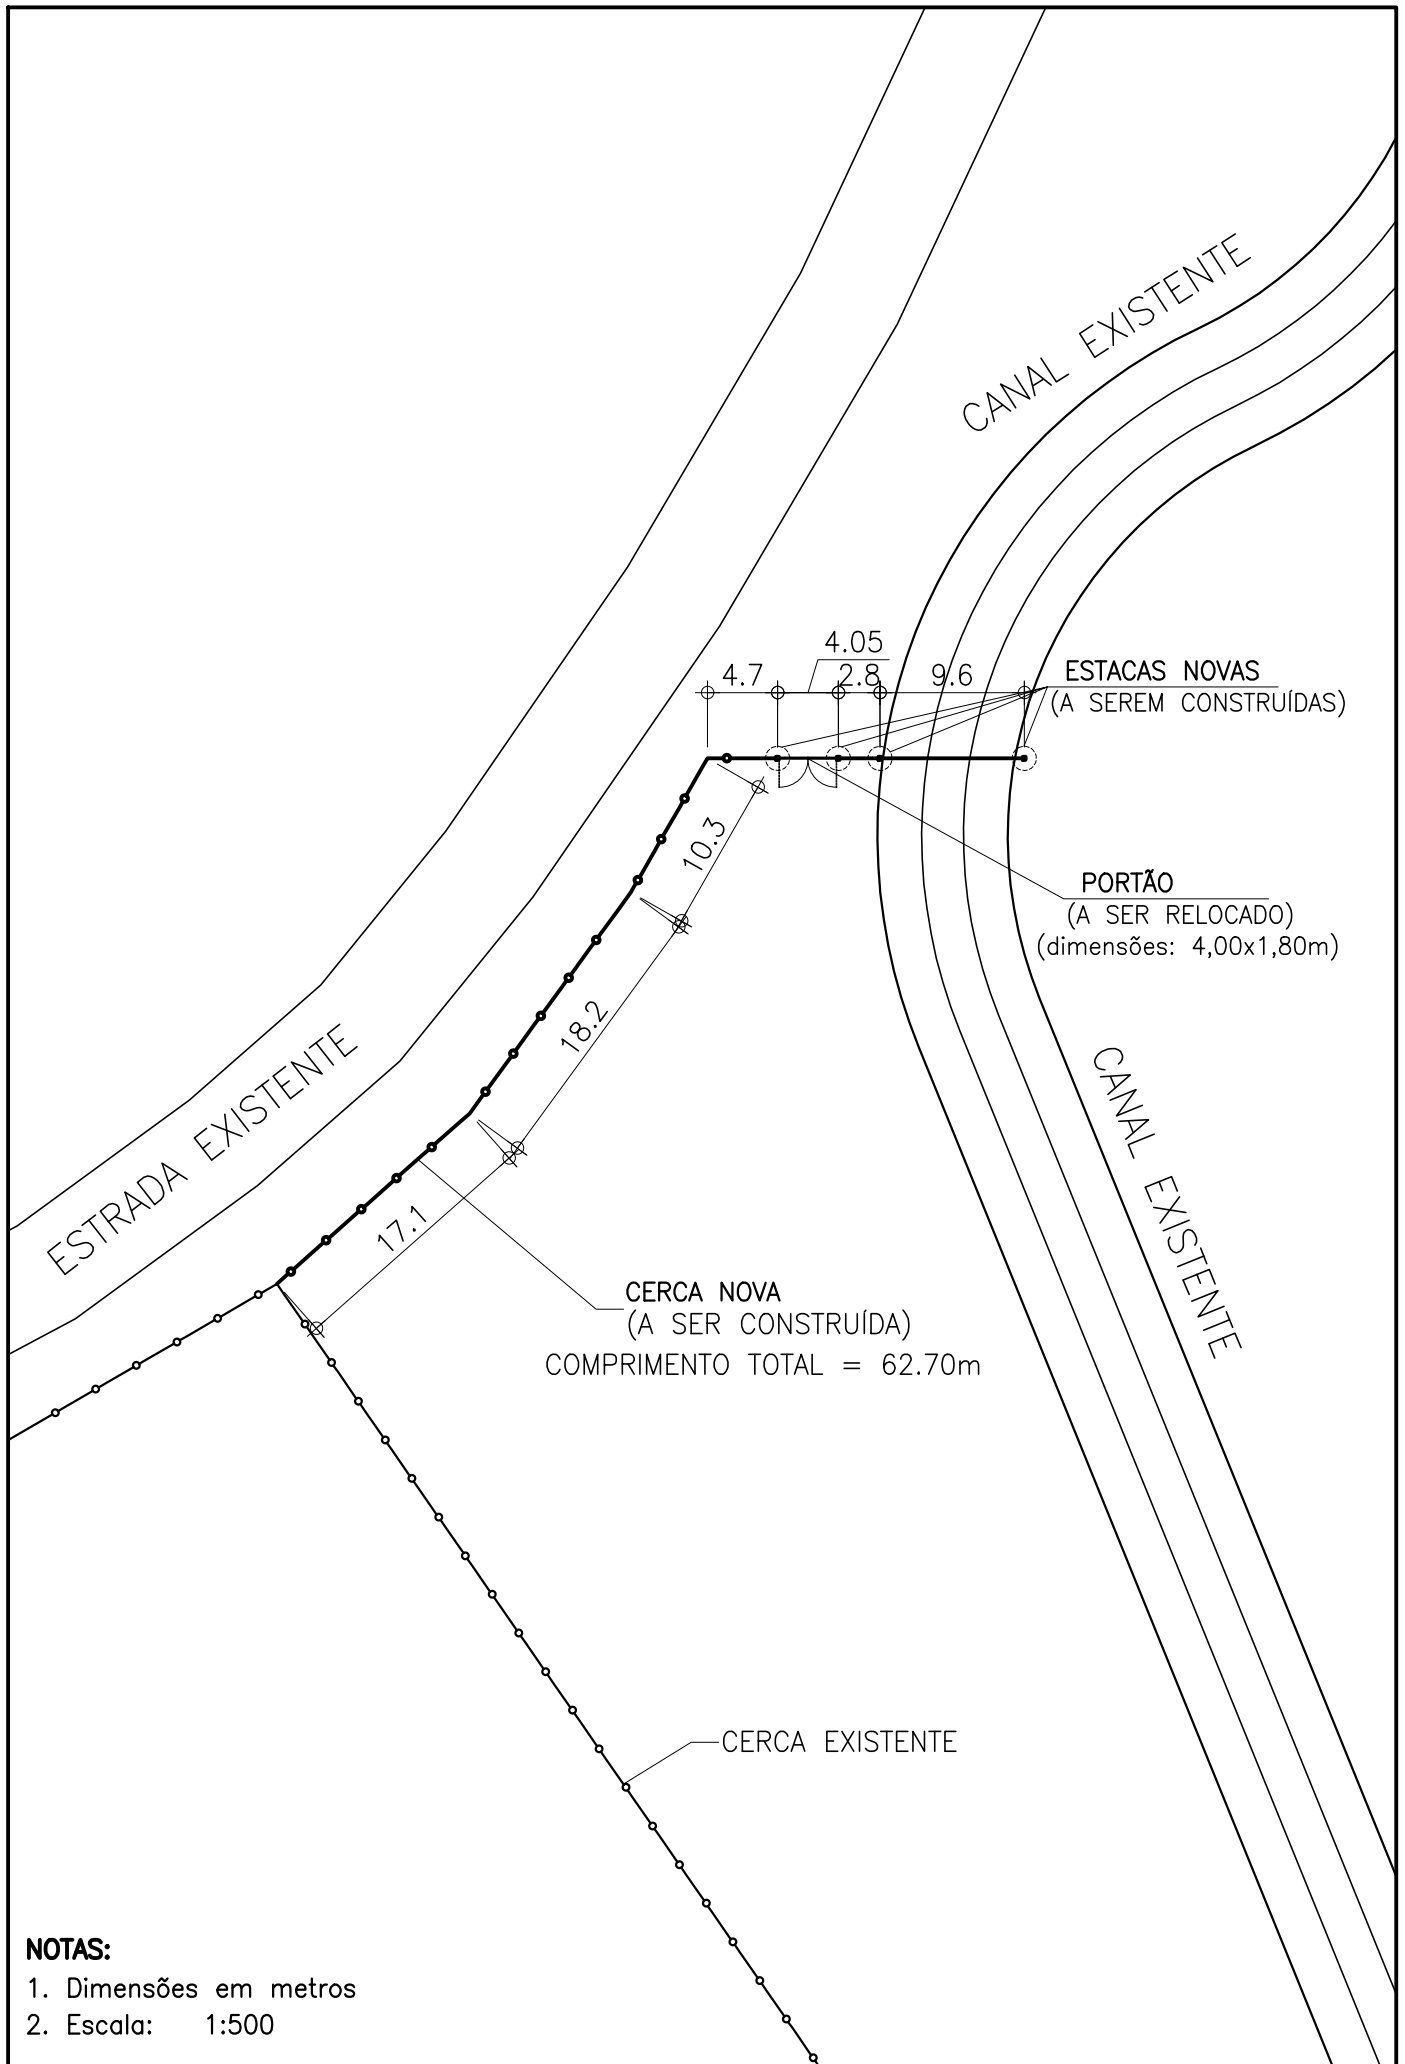 CANAL EXISTENTE
4.05
4.7
2.8
9.6
ESTACAS NOVAS
(A SEREM CONSTRUÍDAS)
10.3
PORTÃO
(A SER RELOCADO)
(dimensões: 4,00x1,80m)
18.2
ESTRADA EXISTENTE
CANAL EXISTENTE
17.1
CERCA NOVA
(A SER CONSTRUÍDA)
COMPRIMENTO TOTAL = 62.70m
CERCA EXISTENTE
NOTAS:
1. Dimensões em metros
2. Escala: 1:500